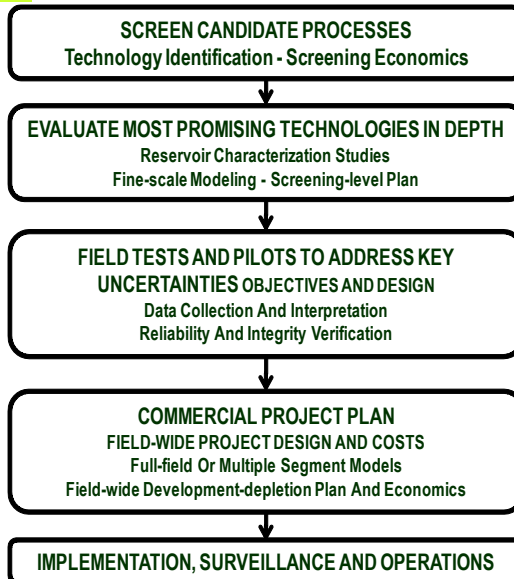 SCREEN CANDIDATE PROCESSES
Technology Identification - Screening Economics
EVALUATE MOST PROMISING TECHNOLOGIES IN DEPTH
Reservoir Characterization Studies
Fine-scale Modeling - Screening-level Plan
FIELD TESTS AND PILOTS TO ADDRESS KEY
UNCERTAINTIES OBJECTIVES AND DESIGN
Data Collection And Interpretation
Reliability And Integrity Verification
COMMERCIAL PROJECT PLAN
FIELD-WIDE PROJECT DESIGN AND COSTS
Full-field Or Multiple Segment Models
Field-wide Development-depletion Plan And Economics
IMPLEMENTATION, SURVEILLANCE AND OPERATIONS